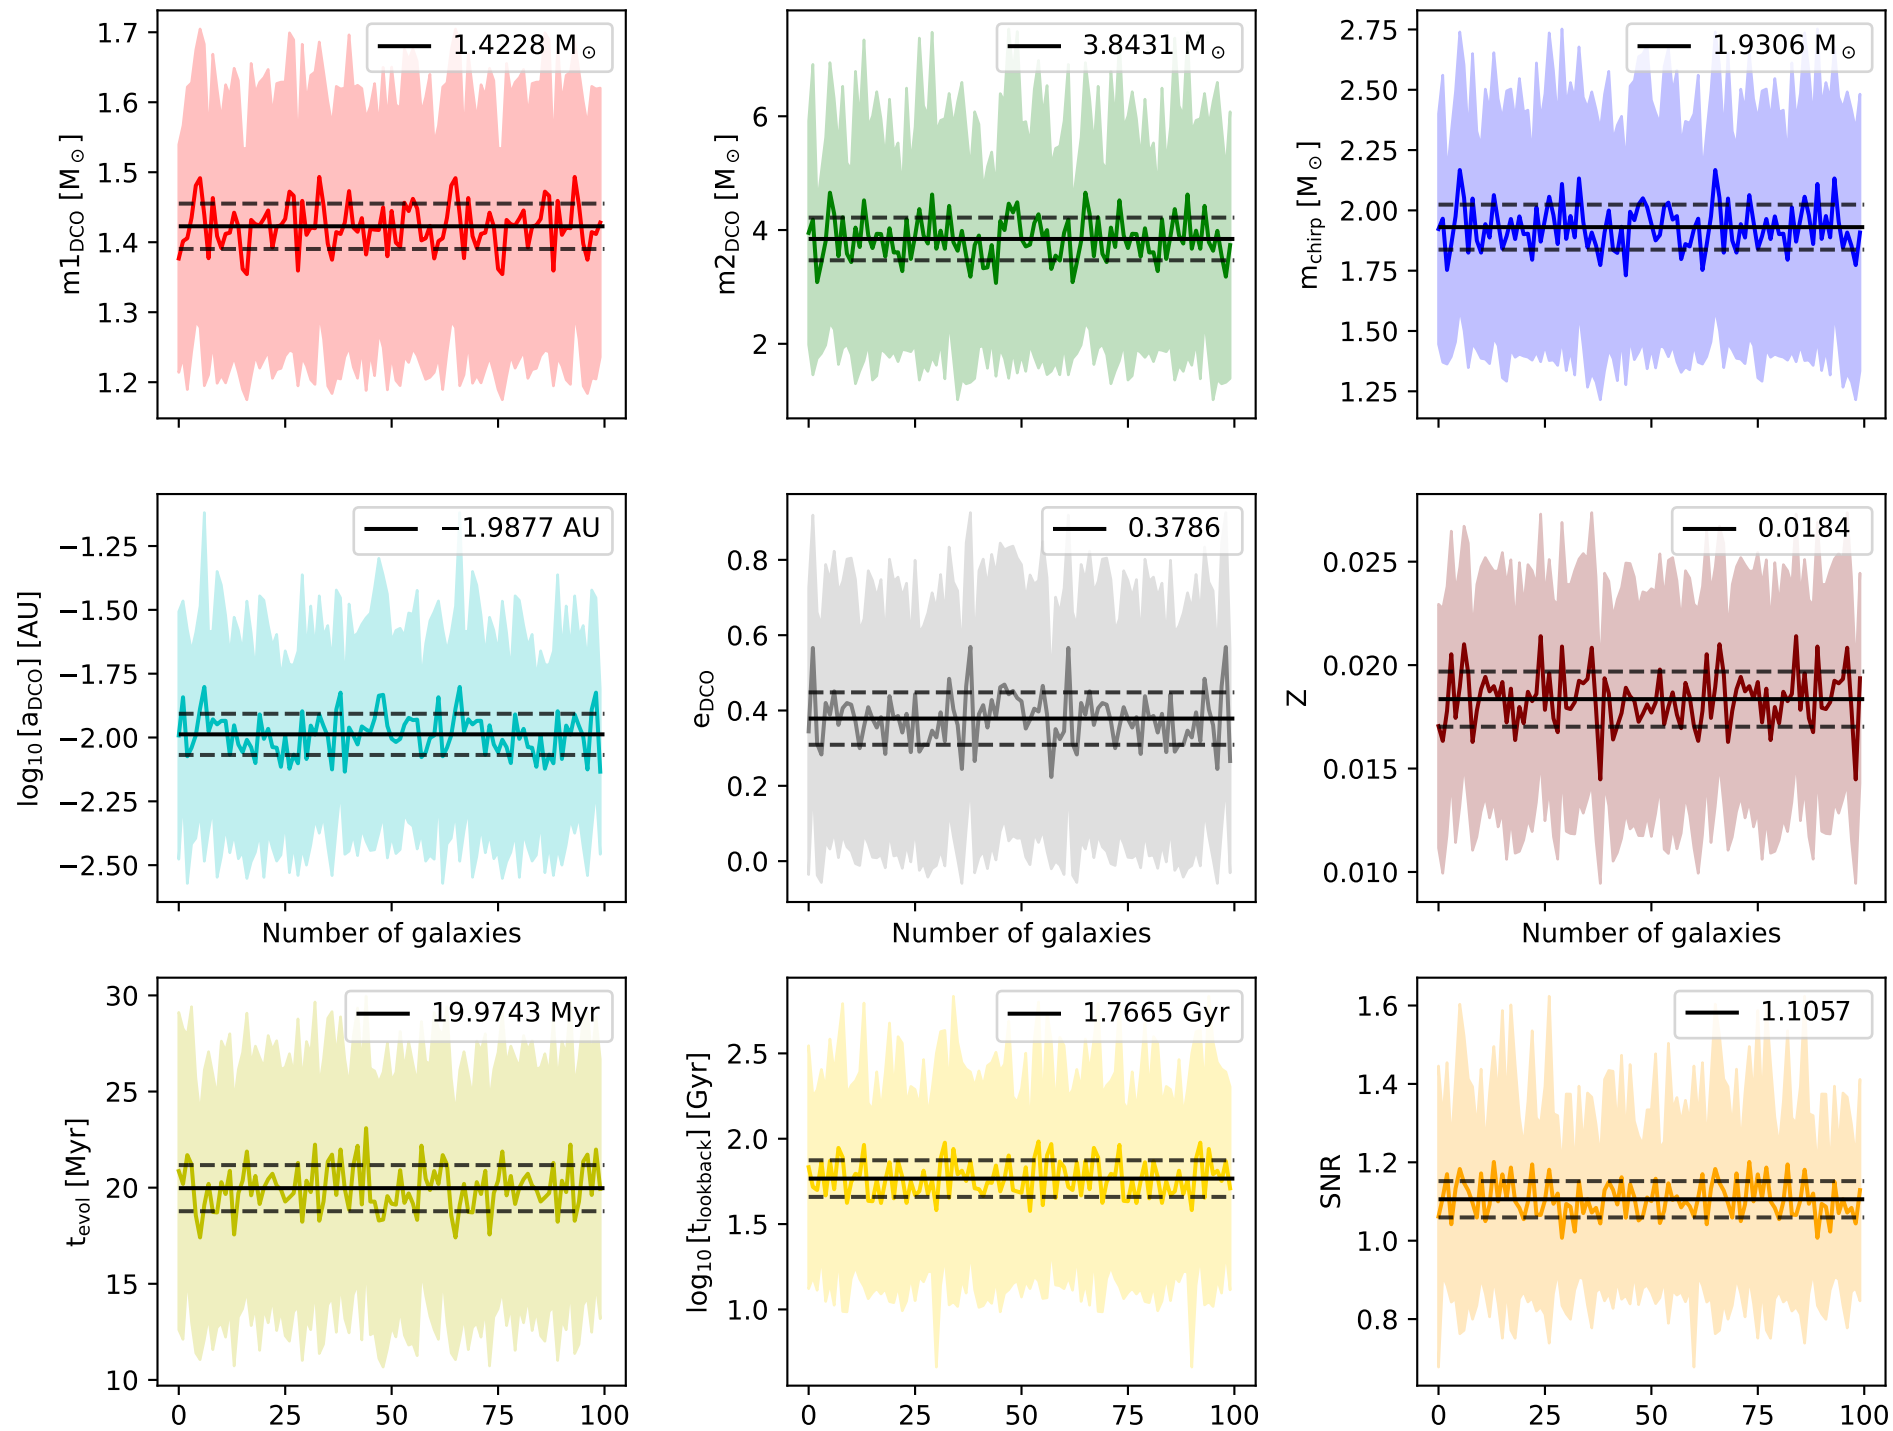 1.4228 M⊙
m1DCO [M⊙]
1.7
1.6
1.5
1.4
1.3
1.2
3.8431 M⊙
m2DCO [M⊙]
6
4
2
1.9306 M⊙
mchirp [M⊙]
2.75
2.50
2.25
2.00
1.75
1.50
1.25
−1.9877 AU
log10 [aDCO] [AU]
−1.25
−1.50
−1.75
−2.00
−2.25
−2.50
Number of galaxies
0.3786
eDCO
0.8
0.6
0.4
0.2
0.0
Number of galaxies
0.0184
Z
0.025
0.020
0.015
0.010
Number of galaxies
19.9743 Myr
tevol [Myr]
30
25
20
15
10
0 25 50 75 100
1.7665 Gyr
log10 [tlookback] [Gyr]
2.5
2.0
1.5
1.0
0 25 50 75 100
1.1057
SNR
1.6
1.4
1.2
1.0
0.8
0 25 50 75 100